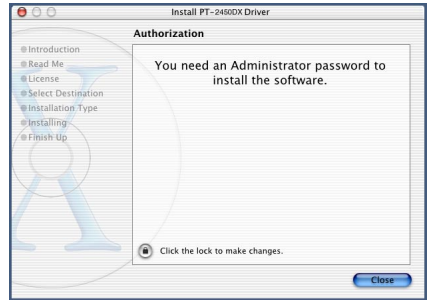 Install PT-2450DX Driver
Authorization
Introduction
Read Me
License
Select Destination
Installation Type
Installing
Finish Up
You need an Administrator password to
install the software.
Click the lock to make changes.
Close